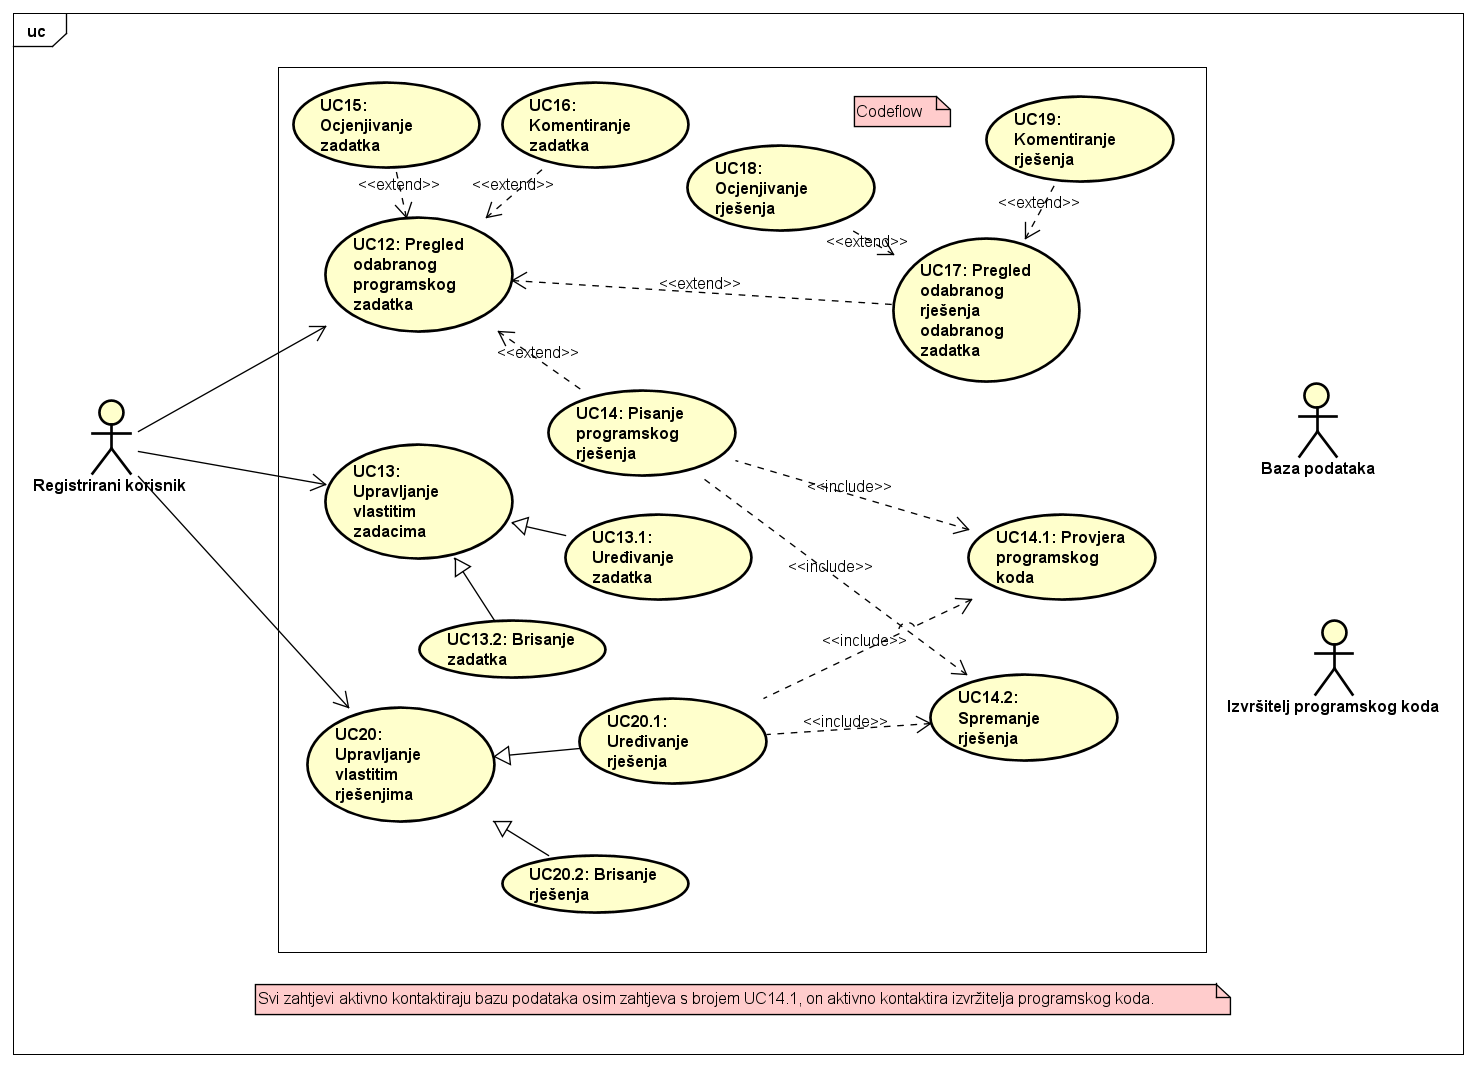 uc
UC15:
Ocjenjivanje
zadatka
UC16:
Komentiranje
zadatka
Codeflow
UC19:
Komentiranje
rješenja
UC18:
Ocjenjivanje
rješenja
<<extend>>
<<extend>>
<<extend>>
<<extend>>
UC12: Pregled
odabranog
programskog
zadatka
<<extend>>
UC17: Pregled
odabranog
rješenja
odabranog
zadatka
<<extend>>
UC14: Pisanje
programskog
rješenja
Registrirani korisnik
Baza podataka
UC13:
Upravljanje
vlastitim
zadacima
<<include>>
UC13.1:
Uređivanje
zadatka
<<include>>
UC14.1: Provjera
programskog
koda
UC13.2: Brisanje
zadatka
<<include>>
Izvršitelj programskog koda
UC20:
Upravljanje
vlastitim
rješenjima
UC20.1:
Uređivanje
rješenja
<<include>>
UC14.2:
Spremanje
rješenja
UC20.2: Brisanje
rješenja
Svi zahtjevi aktivno kontaktiraju bazu podataka osim zahtjeva s brojem UC14.1, on aktivno kontaktira izvržitelja programskog koda.